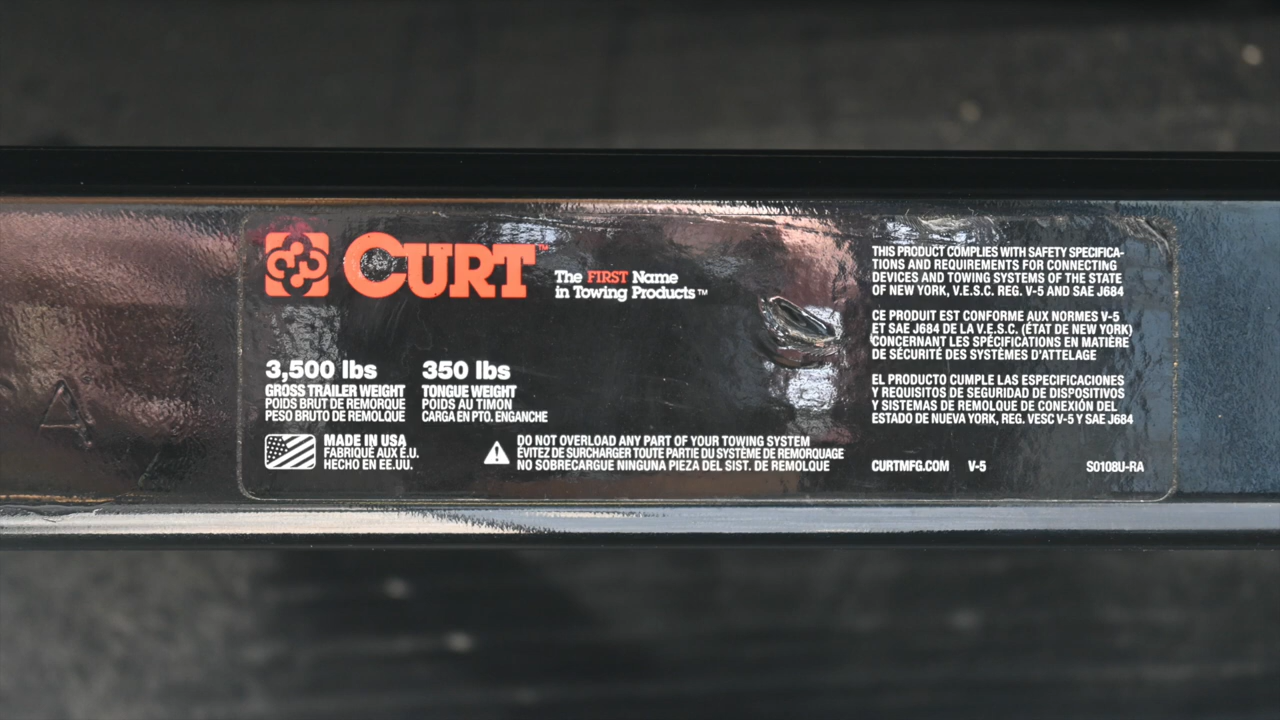 CURT™
The FIRST Name
in Towing Products™
3,500 lbs
GROSS TRAILER WEIGHT
POIDS BRUT DE REMORQUE
PESO BRUTO DE REMOLQUE
350 lbs
TONGUE WEIGHT
POIDS AU TIMON
CARGA EN PTO. ENGANCHE
MADE IN USA
FABRIQUÉ AUX É.U.
HECHO EN EE.UU.
DO NOT OVERLOAD ANY PART OF YOUR TOWING SYSTEM
ÉVITEZ DE SURCHARGER TOUTE PARTIE DU SYSTÈME DE REMORQUAGE
NO SOBRECARGUE NINGUNA PIEZA DEL SIST. DE REMOLQUE
THIS PRODUCT COMPLIES WITH SAFETY SPECIFICA-
TIONS AND REQUIREMENTS FOR CONNECTING
DEVICES AND TOWING SYSTEMS OF THE STATE
OF NEW YORK, V.E.S.C. REG. V-5 AND SAE J684
CE PRODUIT EST CONFORME AUX NORMES V-5
ET SAE J684 DE LA V.E.S.C. (ÉTAT DE NEW YORK)
CONCERNANT LES SPÉCIFICATIONS EN MATIÈRE
DE SÉCURITÉ DES SYSTÈMES D'ATTELAGE
EL PRODUCTO CUMPLE LAS ESPECIFICACIONES
Y REQUISITOS DE SEGURIDAD DE DISPOSITIVOS
Y SISTEMAS DE REMOLQUE DE CONEXIÓN DEL
ESTADO DE NUEVA YORK, REG. VESC V-5 Y SAE J684
CURTMFG.COM V-5 S0108U-RA